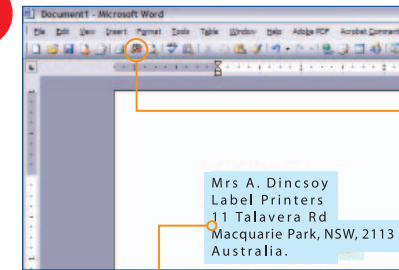 Document1 - Microsoft Word
File Edit View Insert Format Tools Table Window Help Adobe PDF Acrobat Comment
Mrs A. Dincsoy
Label Printers
11 Talavera Rd
Macquarie Park, NSW, 2113
Australia.